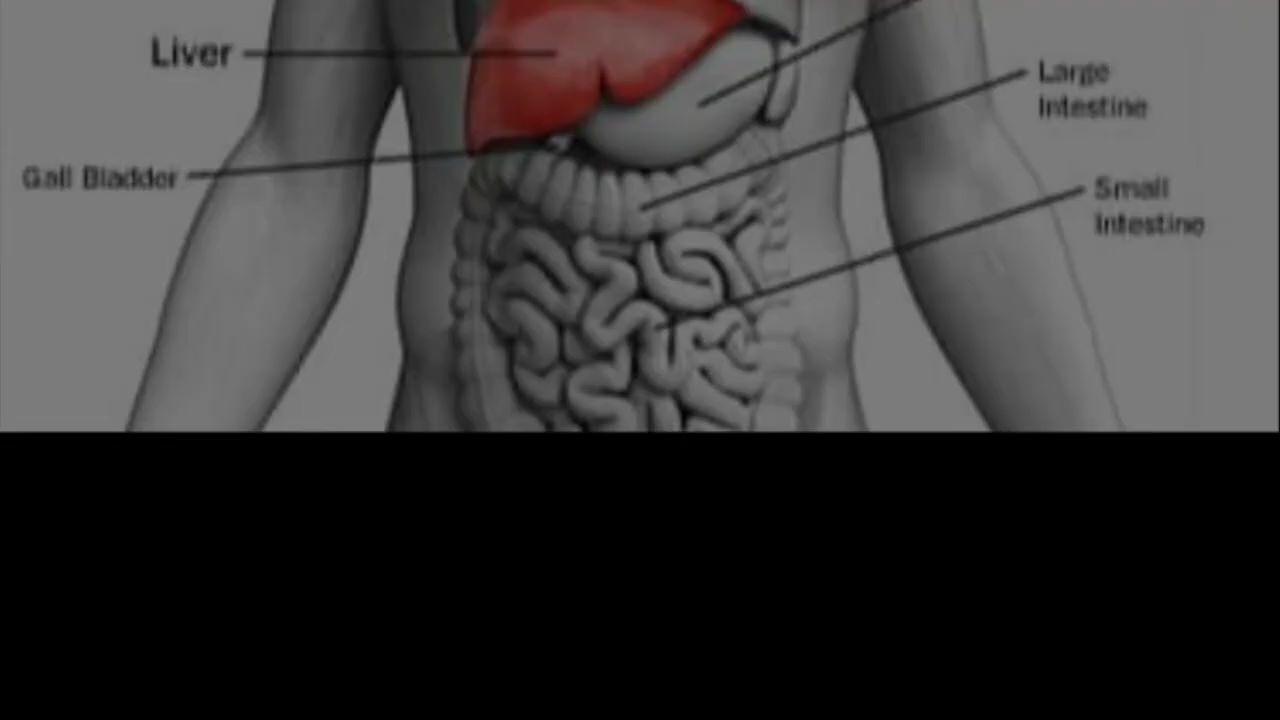 Liver
Large
Intestine
Gall Bladder
Small
Intestine